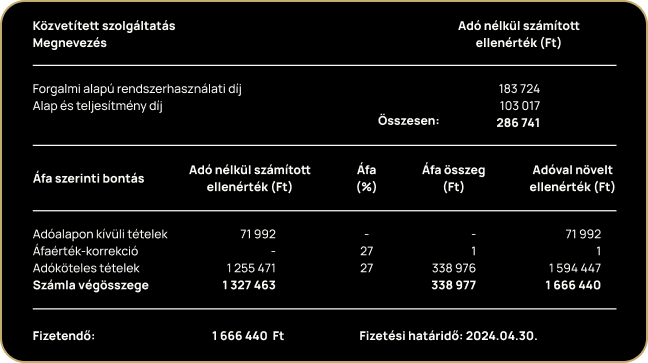 Közvetített szolgáltatás Adó nélkül számított
Megnevezés ellenérték (Ft)
Forgalmi alapú rendszerhasználati díj 183 724
Alap és teljesítmény díj 103 017
Összesen: 286 741
Áfa szerinti bontás Adó nélkül számított ellenérték (Ft) Áfa (%) Áfa összeg (Ft) Adóval növelt ellenérték (Ft)
Adóalapon kívüli tételek 71 992 - - 71 992
Áfaérték-korrekció - 27 1 1
Adóköteles tételek 1 255 471 27 338 976 1 594 447
Számla végösszege 1 327 463 338 977 1 666 440
Fizetendő: 1 666 440 Ft Fizetési határidő: 2024.04.30.